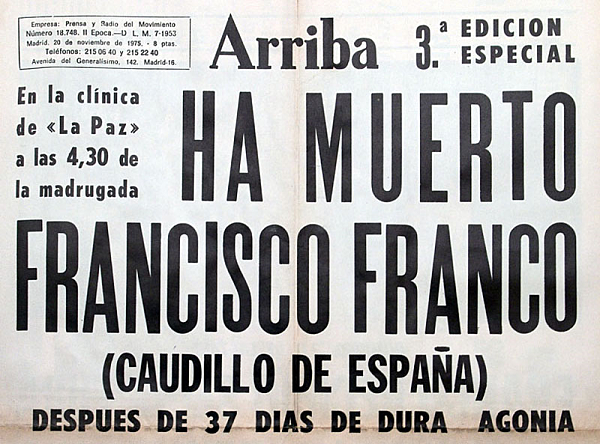 Empresa: Prensa y Radio del Movimiento
Número 18.748. II Epoca.—D L, M. 7-1953
Madrid, 20 de noviembre de 1975. - 8 ptas.
Teléfonos: 215 06 40 y 215 22 40
Avenida del Generalísimo, 142. Madrid-16.
Arriba
3.ª EDICION
ESPECIAL
En la clínica
de «La Paz»
a las 4,30 de
la madrugada
HA MUERTO
FRANCISCO FRANCO
(CAUDILLO DE ESPAÑA)
DESPUES DE 37 DIAS DE DURA AGONIA